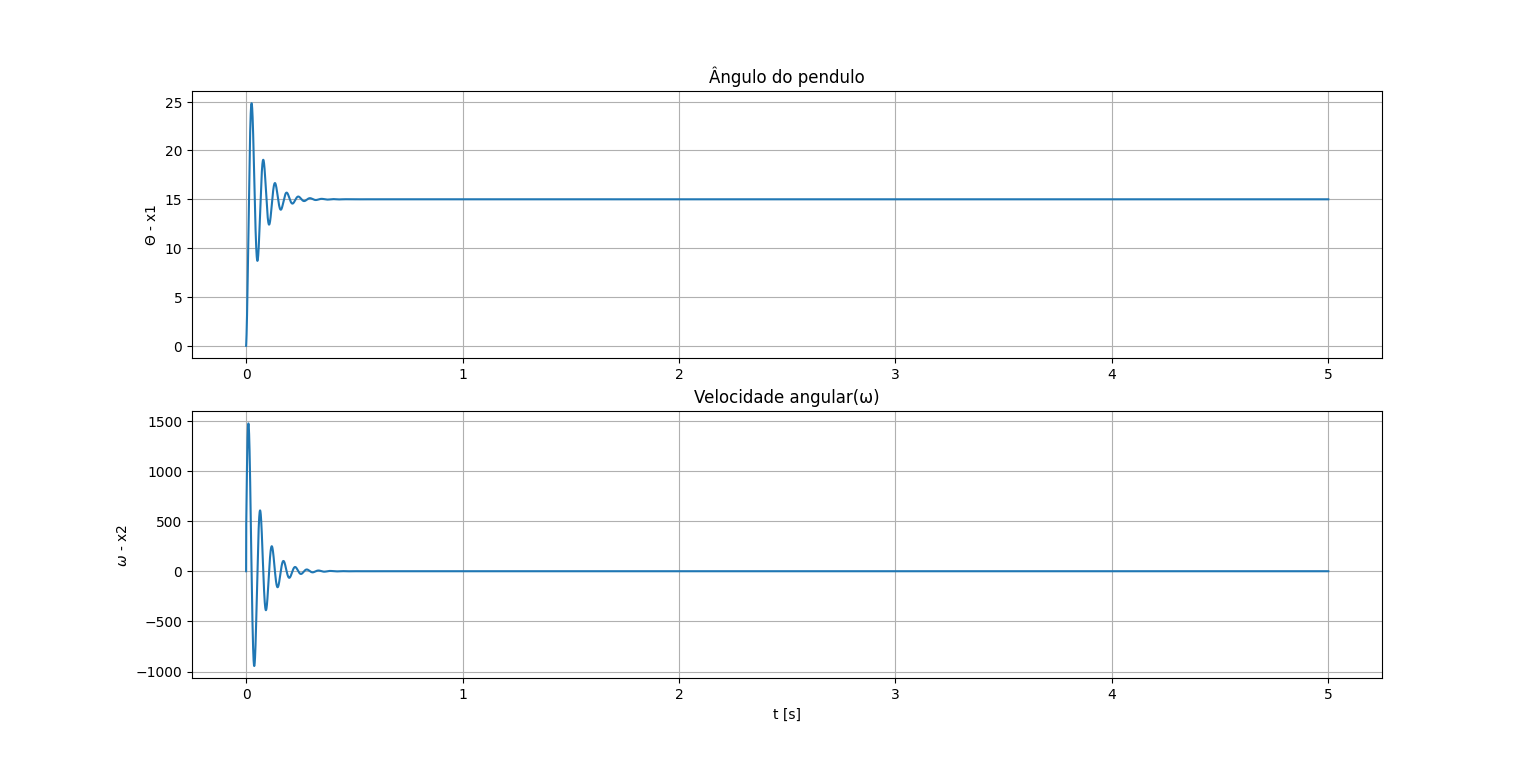 Ângulo do pendulo
25
20
15
10
5
0
Θ - x1
0 1 2 3 4 5
Velocidade angular(ω)
1500
1000
500
0
−500
−1000
ω - x2
0 1 2 3 4 5
t [s]